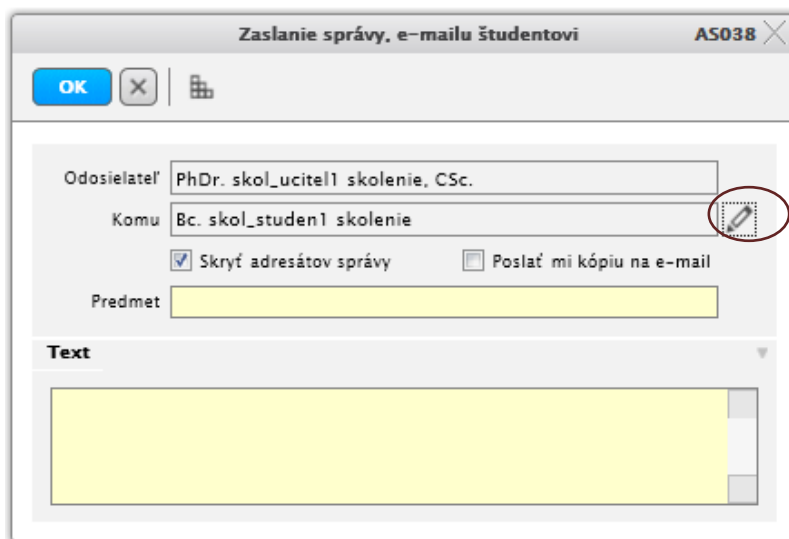 Zaslanie správy, e-mailu študentovi AS038
OK
Odosielateľ PhDr. skol_ucitel1 skolenie, CSc.
Komu Bc. skol_studen1 skolenie
Skryť adresátov správy Poslať mi kópiu na e-mail
Predmet
Text